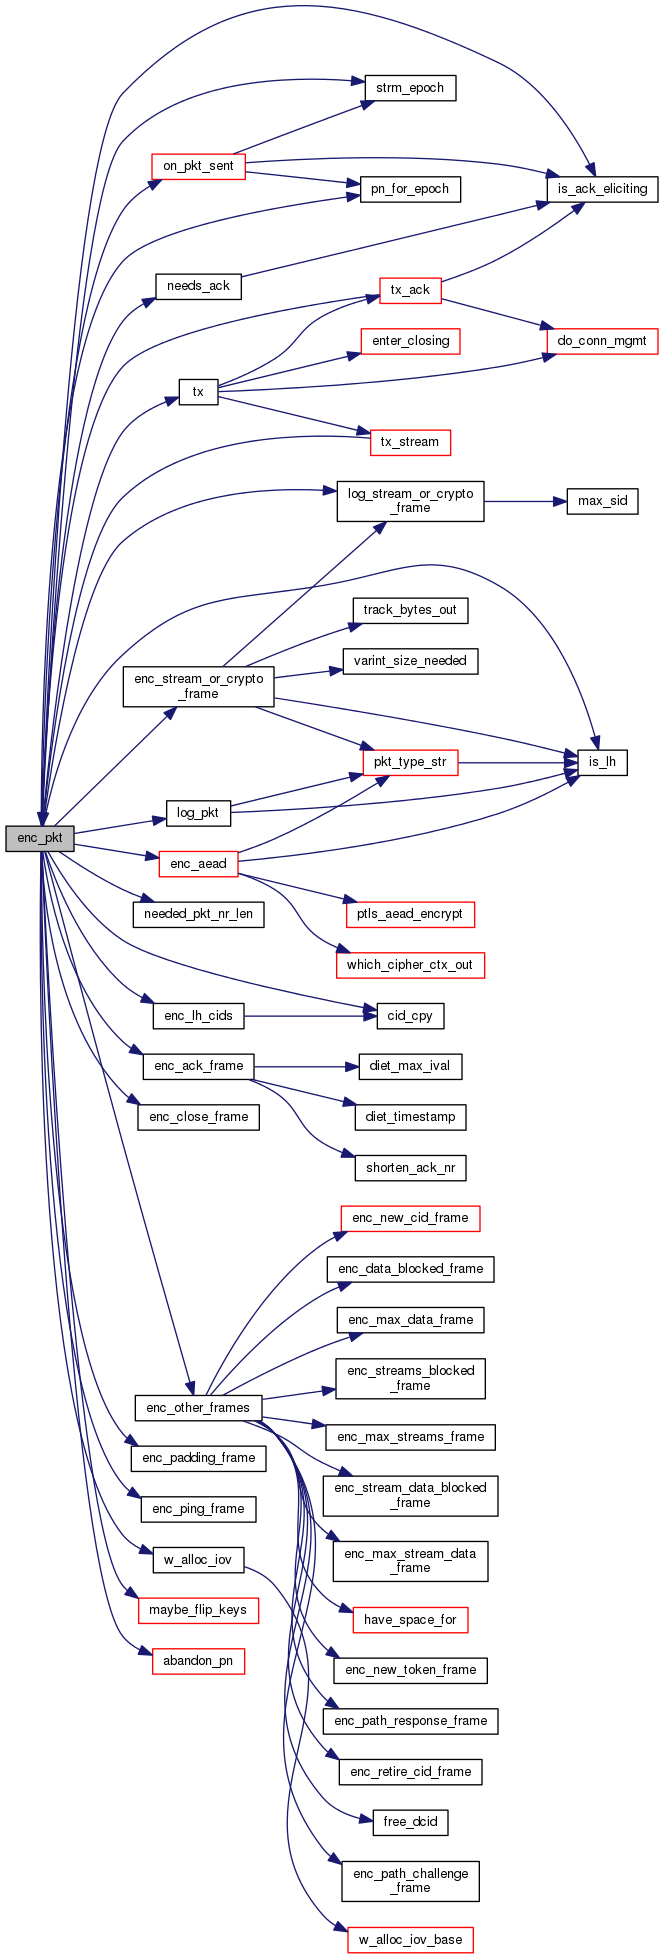 strm_epoch
on_pkt_sent
is_ack_eliciting
pn_for_epoch
needs_ack
tx_ack
enter_closing
do_conn_mgmt
tx
tx_stream
log_stream_or_crypto
_frame
max_sid
track_bytes_out
varint_size_needed
enc_stream_or_crypto
_frame
pkt_type_str
is_lh
log_pkt
enc_pkt
enc_aead
ptls_aead_encrypt
needed_pkt_nr_len
which_cipher_ctx_out
enc_lh_cids
cid_cpy
enc_ack_frame
diet_max_ival
enc_close_frame
diet_timestamp
shorten_ack_nr
enc_new_cid_frame
enc_data_blocked_frame
enc_max_data_frame
enc_streams_blocked
_frame
enc_other_frames
enc_max_streams_frame
enc_padding_frame
enc_stream_data_blocked
_frame
enc_ping_frame
w_alloc_iov
enc_max_stream_data
_frame
maybe_flip_keys
have_space_for
abandon_pn
enc_new_token_frame
enc_path_response_frame
enc_retire_cid_frame
free_dcid
enc_path_challenge
_frame
w_alloc_iov_base